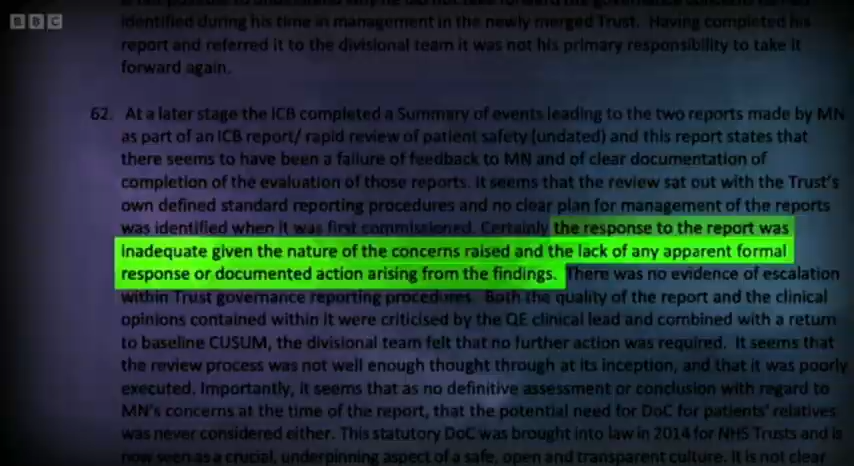 BBC
identified during his time in management in the newly merged Trust. Having completed his
report and referred it to the divisional team it was not his primary responsibility to take it
forward again.
62. At a later stage the ICB completed a Summary of events leading to the two reports made by MN
as part of an ICB report/ rapid review of patient safety (undated) and this report states that
there seems to have been a failure of feedback to MN and of clear documentation of
completion of the evaluation of those reports. It seems that the review sat out with the Trust's
own defined standard reporting procedures and no clear plan for management of the reports
was identified when it was first commissioned. Certainly the response to the report was
inadequate given the nature of the concerns raised and the lack of any apparent formal
response or documented action arising from the findings. There was no evidence of escalation
within Trust governance reporting procedures. Both the quality of the report and the clinical
opinions contained within it were criticised by the QE clinical lead and combined with a return
to baseline CUSUM, the divisional team felt that no further action was required. It seems that
the review process was not well enough thought through at its inception, and that it was poorly
executed. Importantly, it seems that as no definitive assessment or conclusion with regard to
MN's concerns at the time of the report, that the potential need for DoC for patients' relatives
was never considered either. This statutory DoC was brought into law in 2014 for NHS Trusts and is
now seen as a crucial, underpinning aspect of a safe, open and transparent culture. It is not clear